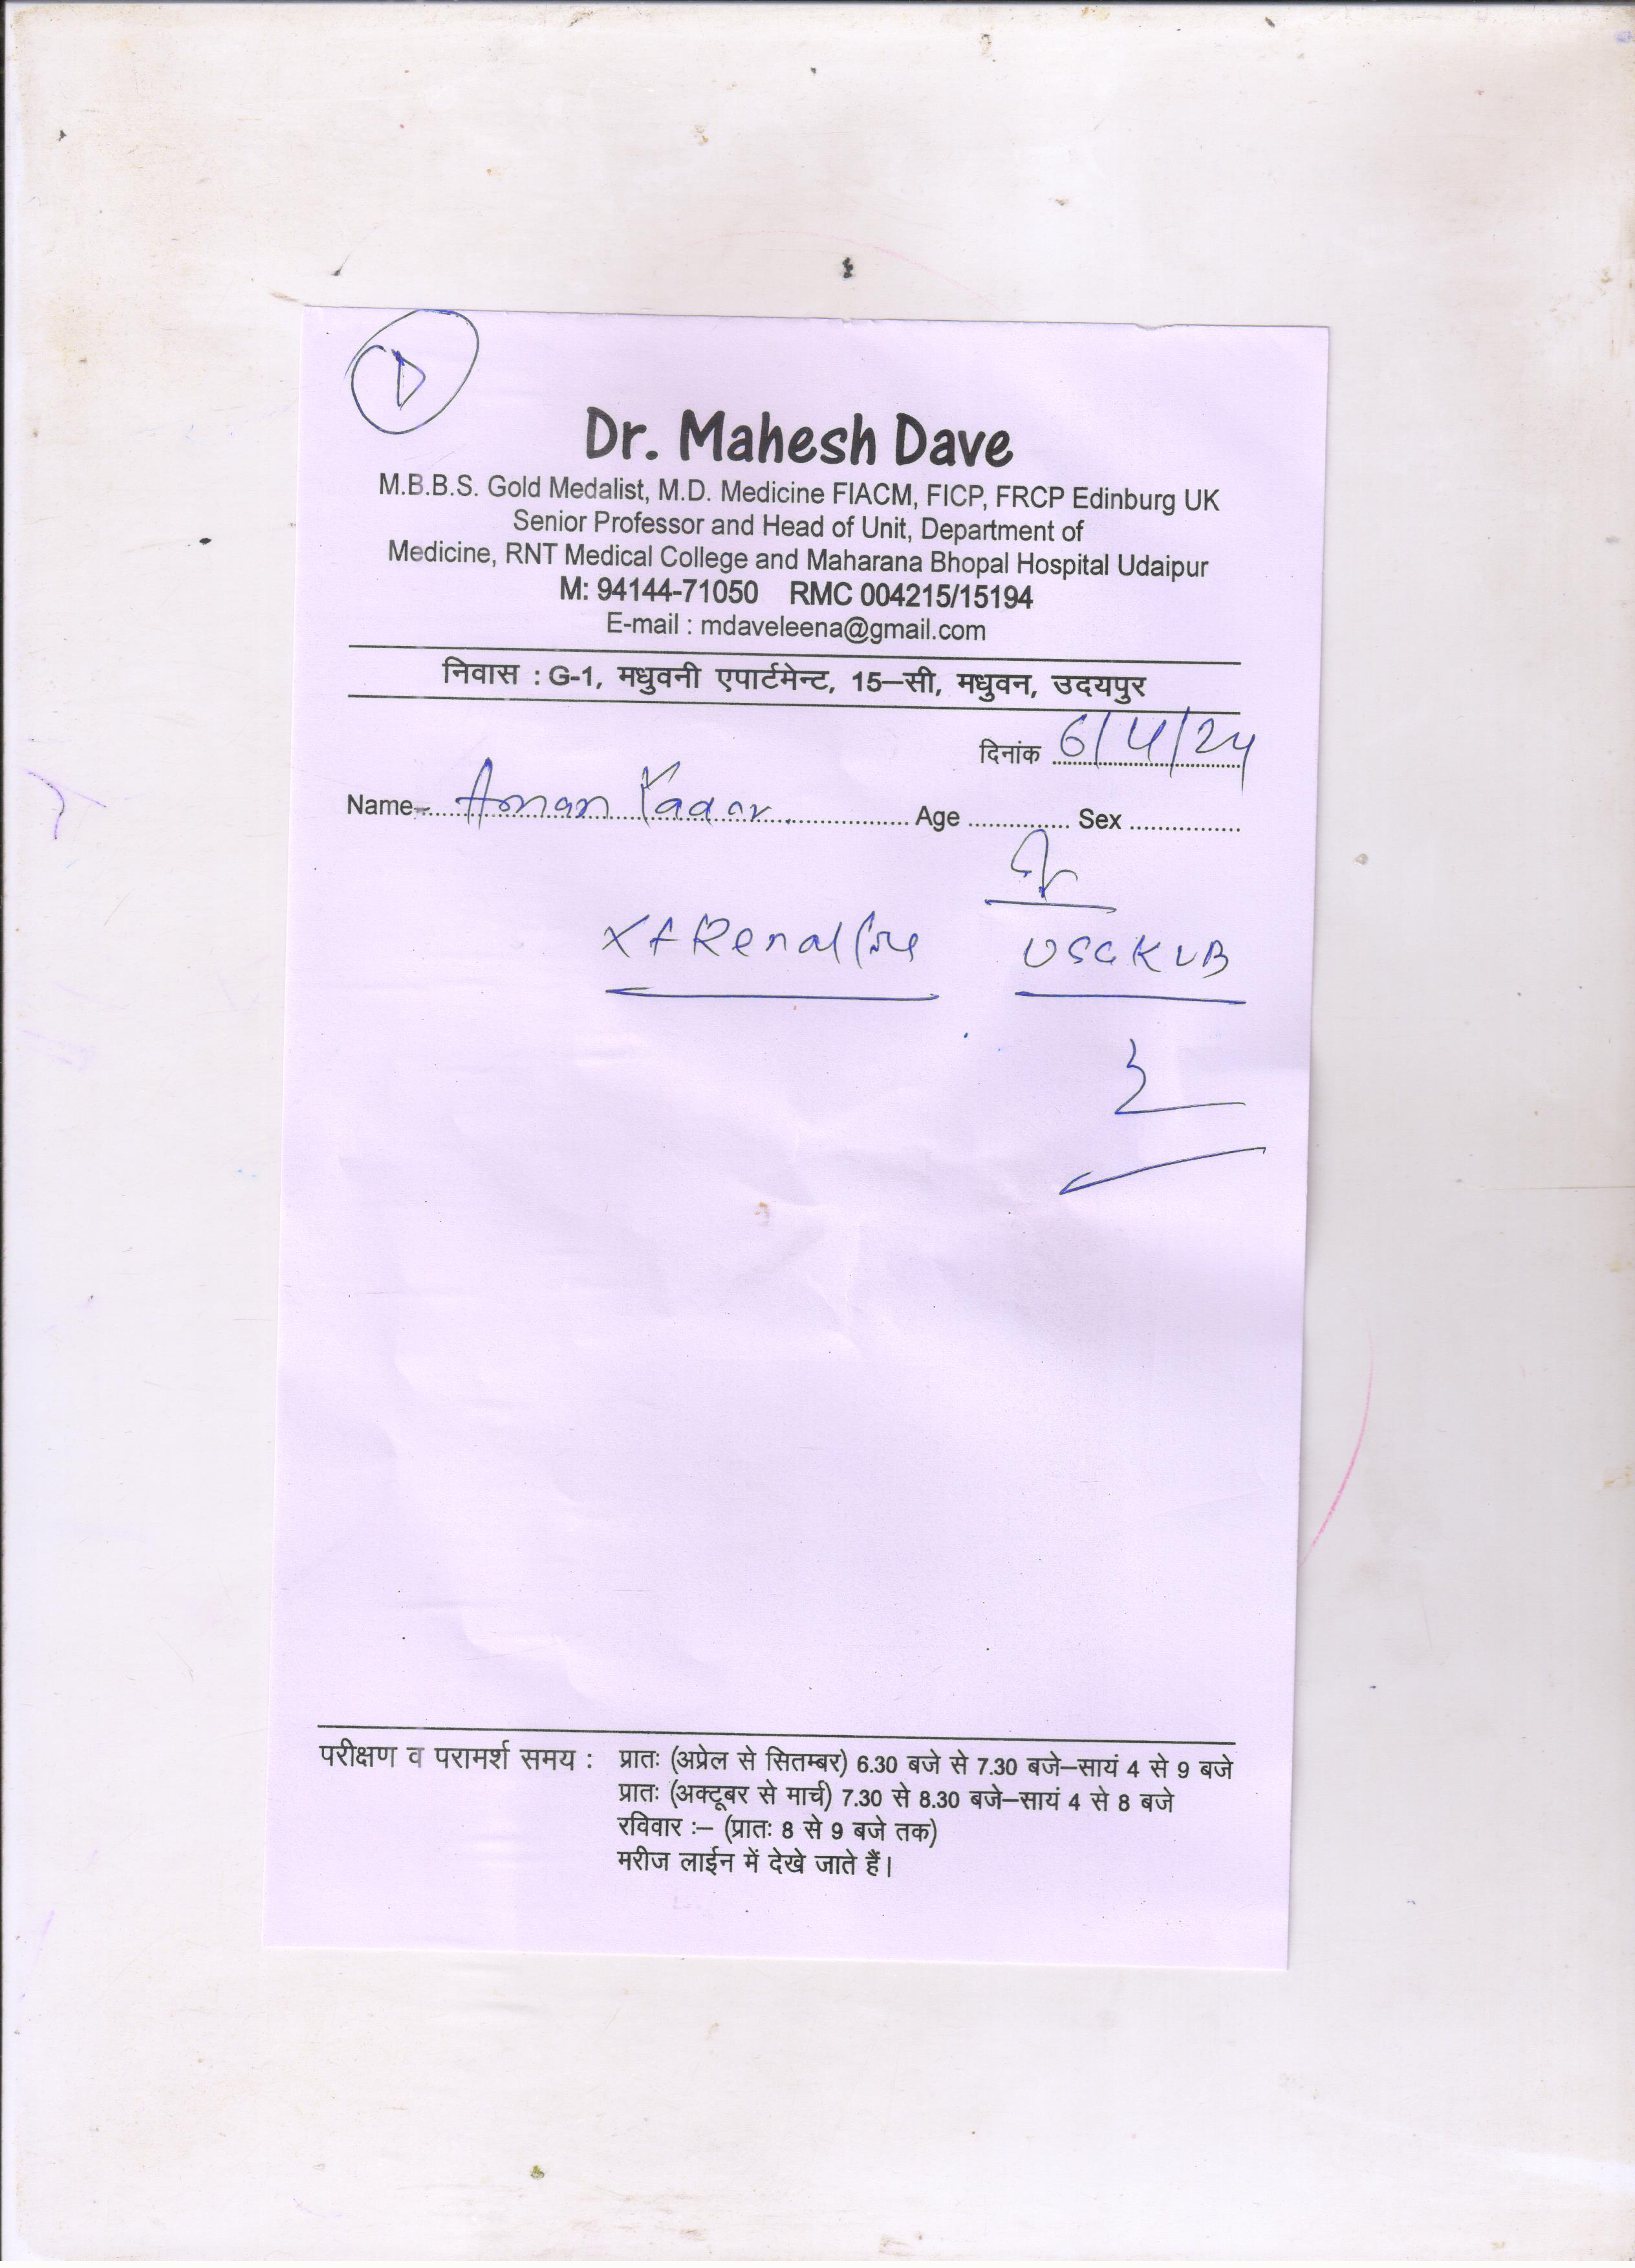 D
Dr. Mahesh Dave
M.B.B.S. Gold Medalist, M.D. Medicine FIACM, FICP, FRCP Edinburg UK
Senior Professor and Head of Unit, Department of
Medicine, RNT Medical College and Maharana Bhopal Hospital Udaipur
M: 94144-71050 RMC 004215/15194
E-mail : mdaveleena@gmail.com
निवास : G-1, मधुवनी एपार्टमेन्ट, 15–सी, मधुवन, उदयपुर
दिनांक 6/4/24
Name- Aman Yadav. Age Sex
Renal USG KUB
परीक्षण व परामर्श समय : प्रातः (अप्रेल से सितम्बर) 6.30 बजे से 7.30 बजे–सायं 4 से 9 बजे
प्रातः (अक्टूबर से मार्च) 7.30 से 8.30 बजे–सायं 4 से 8 बजे
रविवार :– (प्रातः 8 से 9 बजे तक)
मरीज लाईन में देखे जाते हैं।